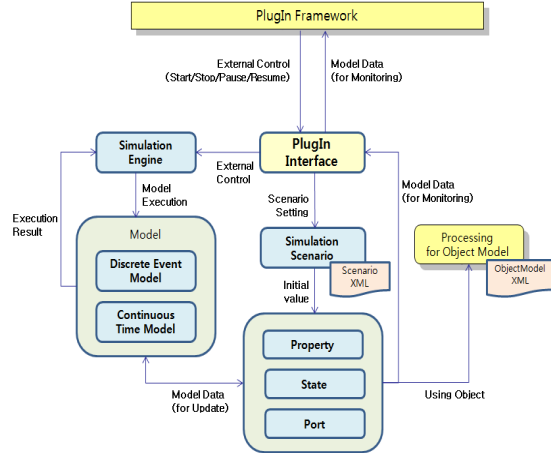 PlugIn Framework
External Control
(Start/Stop/Pause/Resume)
Model Data
(for Monitoring)
Simulation
Engine
PlugIn
Interface
External
Control
Model
Execution
Scenario
Setting
Model Data
(for Monitoring)
Execution
Result
Model
Discrete Event
Model
Continuous
Time Model
Simulation
Scenario
Scenario
XML
Processing
for Object Model
ObjectModel
XML
Initial
value
Property
State
Port
Model Data
(for Update)
Using Object